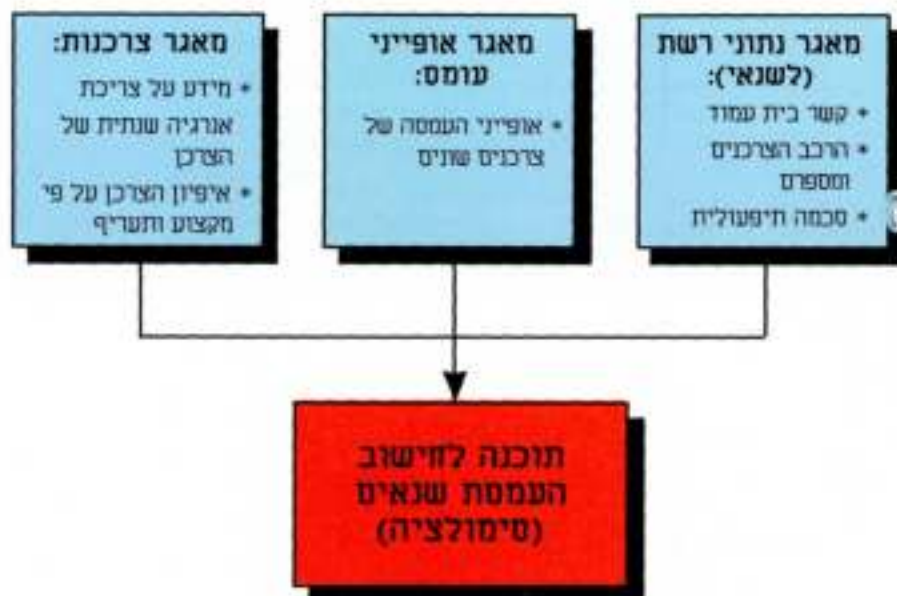 מאגר נתוני רשת
(לשנאי):
• קשר בית עמוד
• הרכב הצרכנים
ומספרם
• סכמה תיפעולית
מאגר אופייני
עומס:
• אופייני העמסה של
צרכנים שונים
מאגר צרכנות:
• מידע על צריכת
אנרגיה שנתית של
הצרכן
• איפיון הצרכן על פי
מקצוע ותעריף
תוכנה לחישוב
העמסת שנאים
(סימולציה)